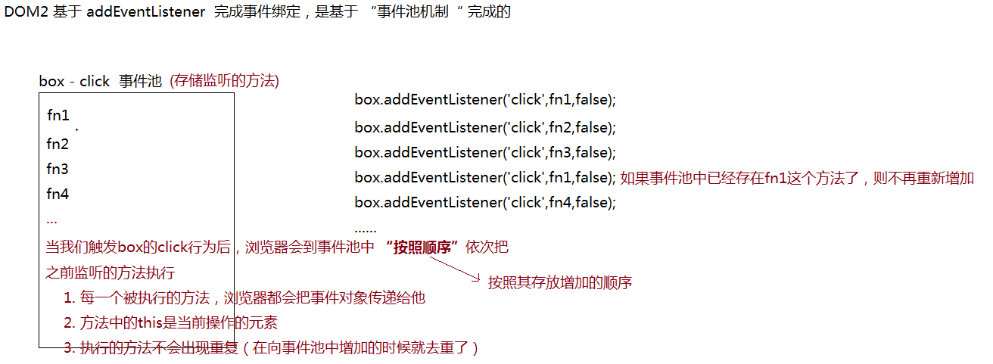 DOM2 基于 addEventListener 完成事件绑定，是基于 “事件池机制“ 完成的
box - click 事件池 (存储监听的方法)
fn1
fn2
fn3
fn4
...
box.addEventListener('click',fn1,false);
box.addEventListener('click',fn2,false);
box.addEventListener('click',fn3,false);
box.addEventListener('click',fn1,false); 如果事件池中已经存在fn1这个方法了，则不再重新增加
box.addEventListener('click',fn4,false);
......
当我们触发box的click行为后，浏览器会到事件池中 “按照顺序” 依次把
之前监听的方法执行
按照其存放增加的顺序
1. 每一个被执行的方法，浏览器都会把事件对象传递给他
2. 方法中的this是当前操作的元素
3. 执行的方法不会出现重复（在向事件池中增加的时候就去重了）